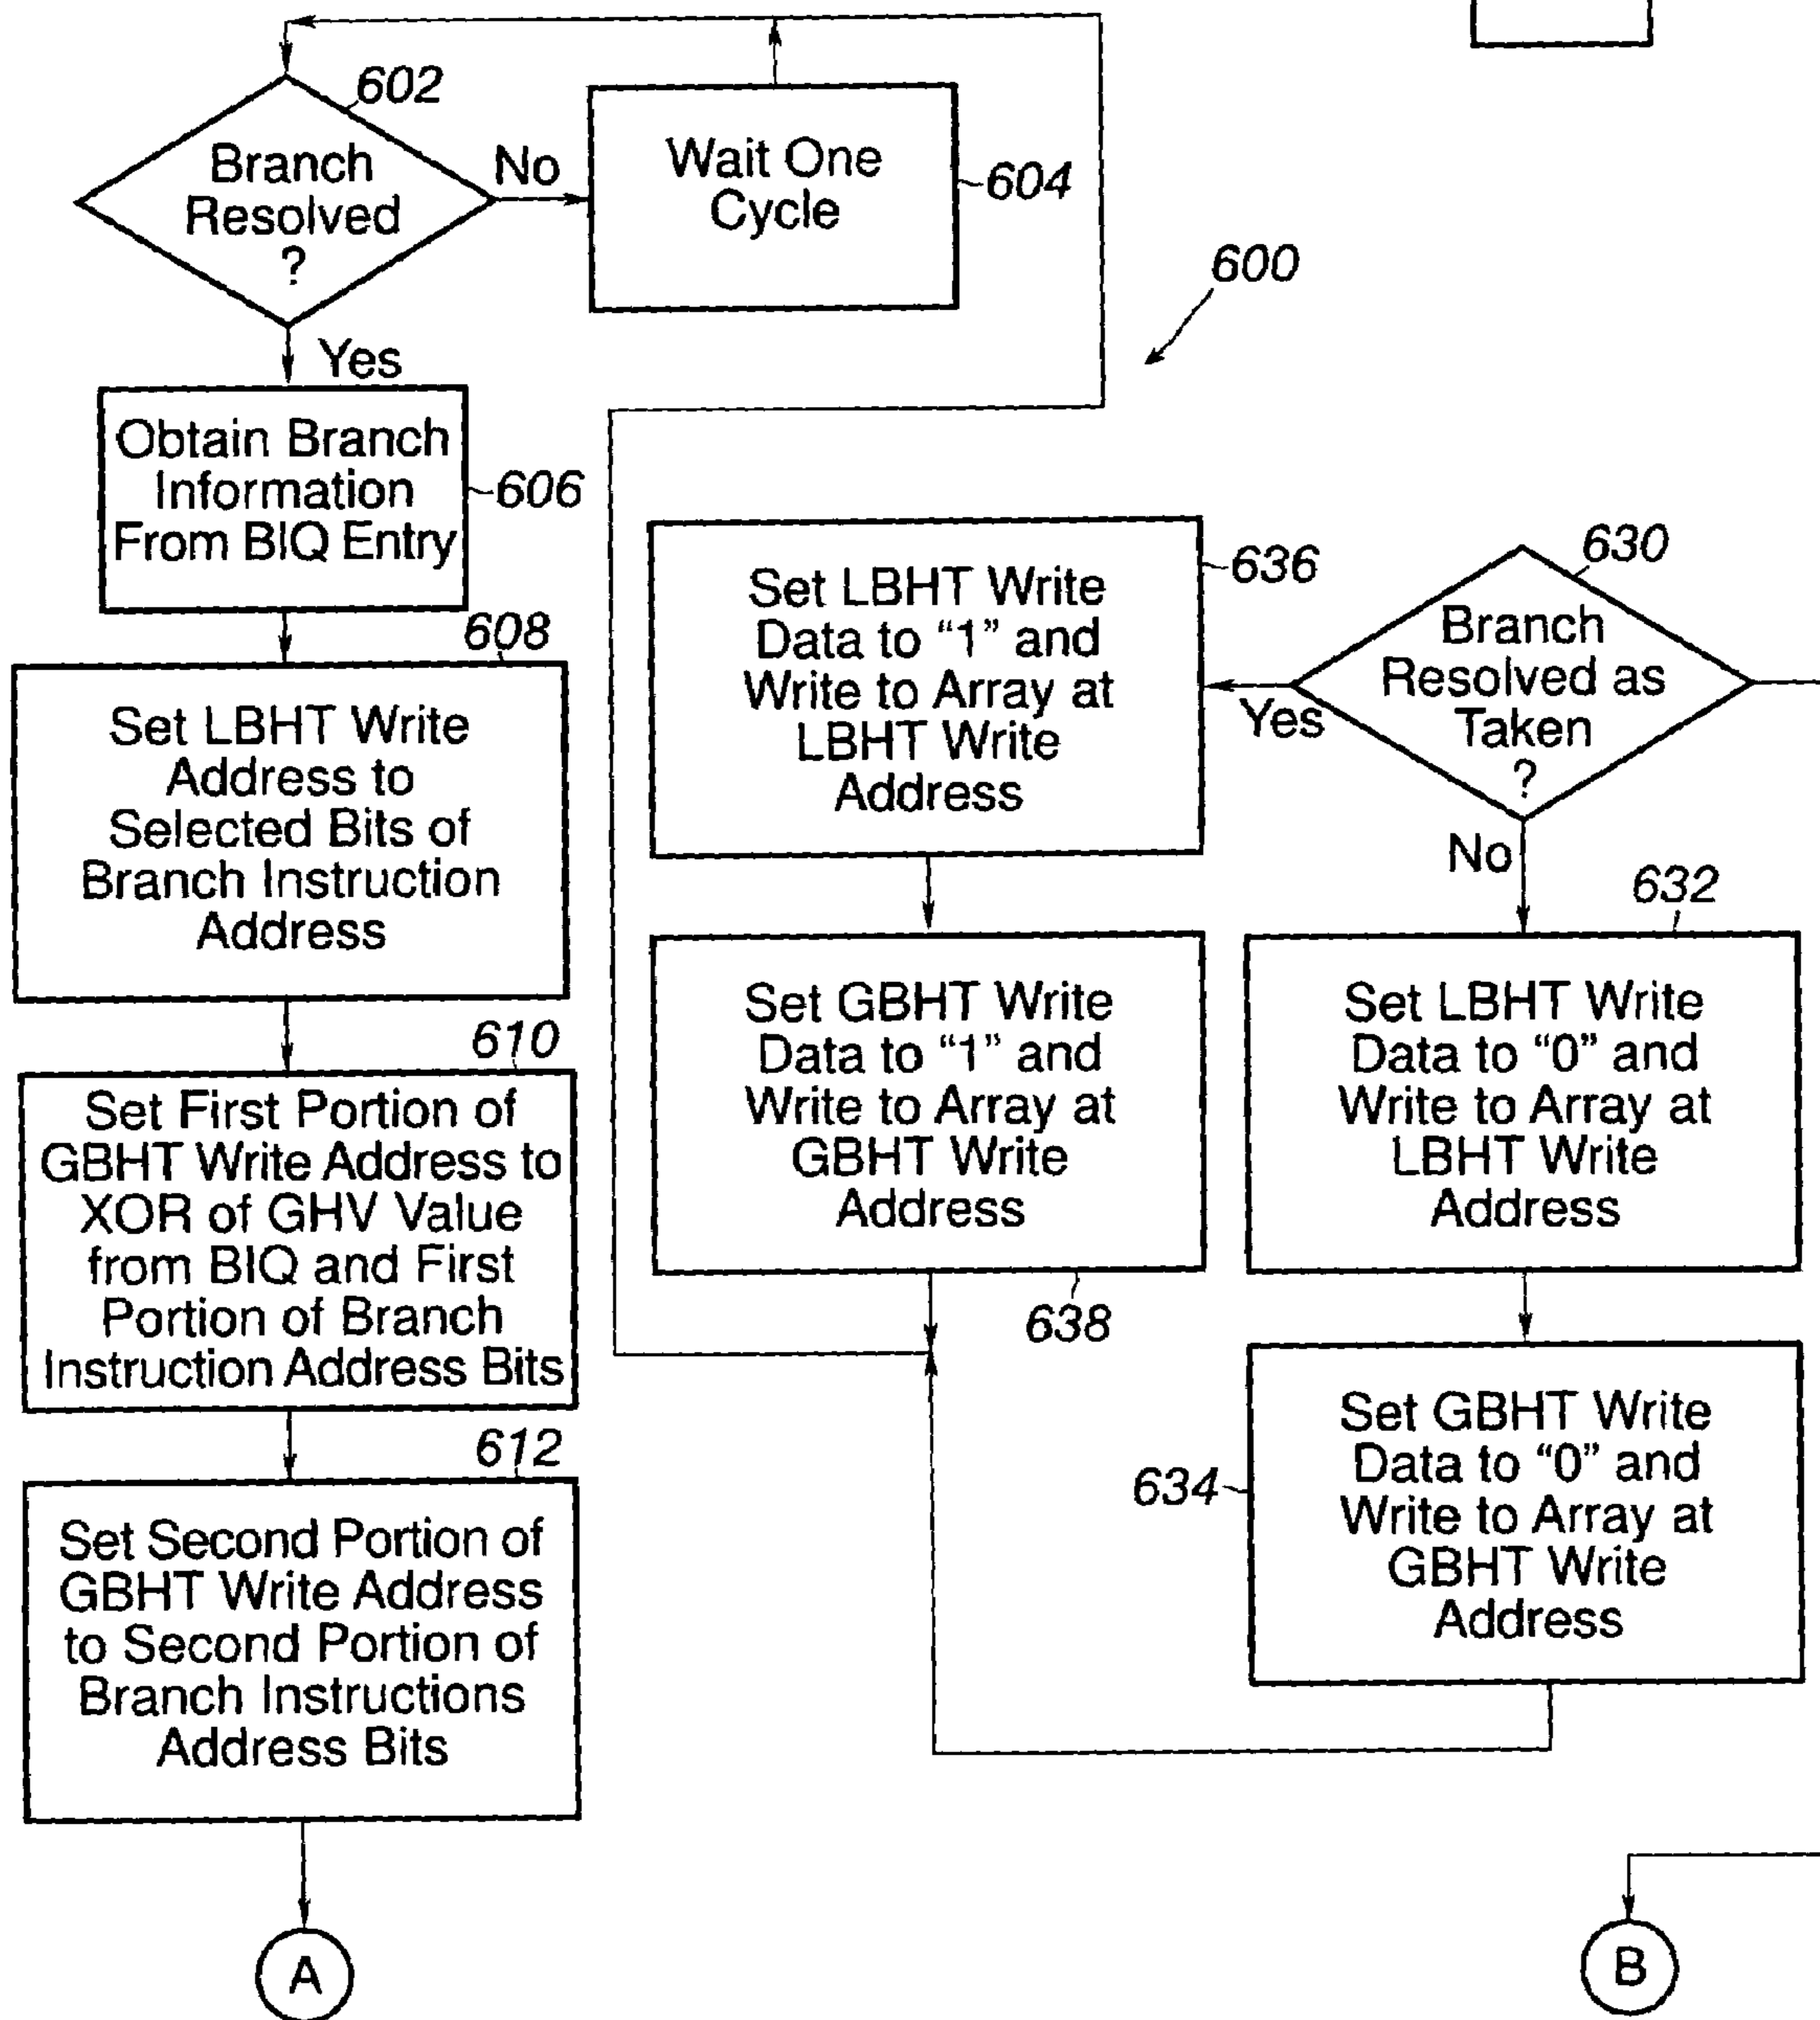 602
Branch
Resolved
?
No
Yes
Wait One
Cycle
604
600
Obtain Branch
Information
From BIQ Entry
606
608
Set LBHT Write
Address to
Selected Bits of
Branch Instruction
Address
610
Set First Portion of
GBHT Write Address to
XOR of GHV Value
from BIQ and First
Portion of Branch
Instruction Address Bits
612
Set Second Portion of
GBHT Write Address
to Second Portion of
Branch Instructions
Address Bits
A
630
Branch
Resolved as
Taken
?
Yes
No
636
Set LBHT Write
Data to “1” and
Write to Array at
LBHT Write
Address
Set GBHT Write
Data to “1” and
Write to Array at
GBHT Write
Address
638
632
Set LBHT Write
Data to “0” and
Write to Array at
LBHT Write
Address
634
Set GBHT Write
Data to “0” and
Write to Array at
GBHT Write
Address
B